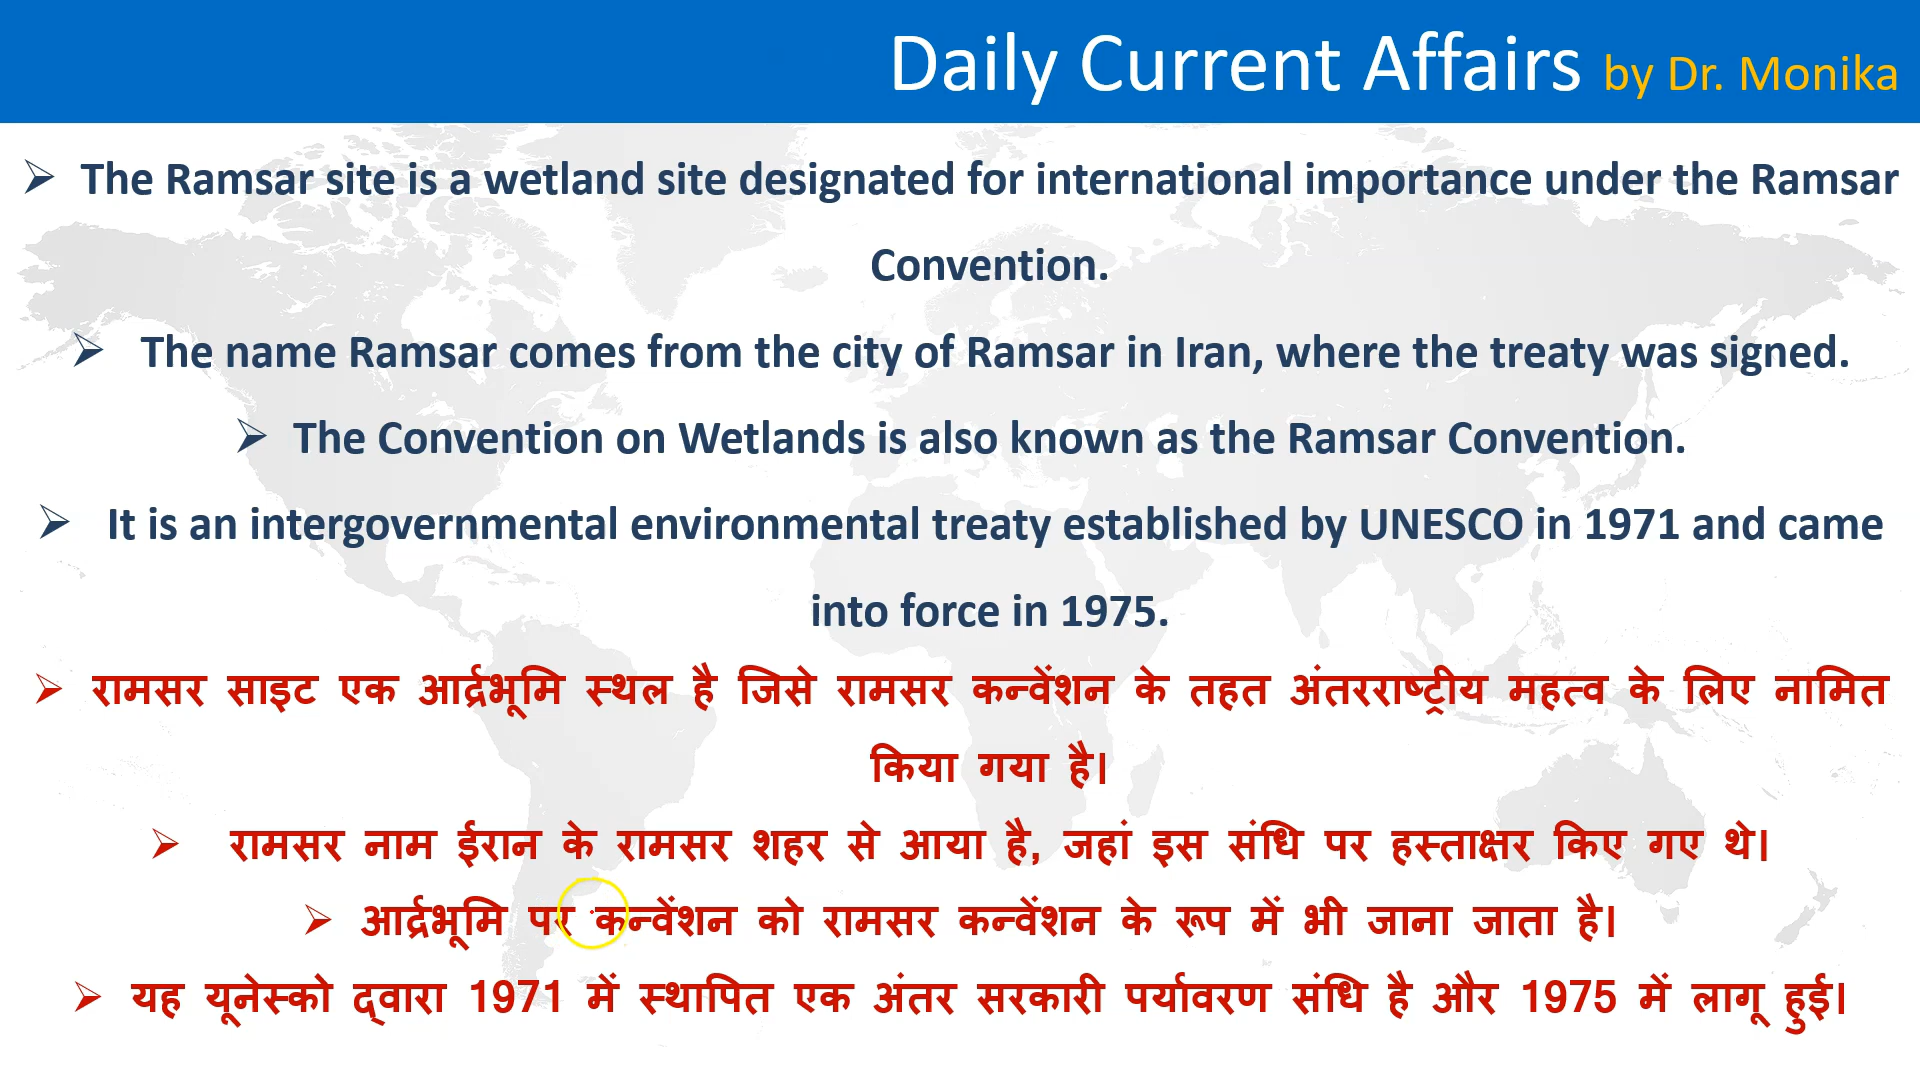 Daily Current Affairs by Dr. Monika
➢ The Ramsar site is a wetland site designated for international importance under the Ramsar
Convention.
➢ The name Ramsar comes from the city of Ramsar in Iran, where the treaty was signed.
➢ The Convention on Wetlands is also known as the Ramsar Convention.
➢ It is an intergovernmental environmental treaty established by UNESCO in 1971 and came
into force in 1975.
➢ रामसर साइट एक आर्द्रभूमि स्थल है जिसे रामसर कन्वेंशन के तहत अंतरराष्ट्रीय महत्व के लिए नामित
किया गया है।
➢ रामसर नाम ईरान के रामसर शहर से आया है, जहां इस संधि पर हस्ताक्षर किए गए थे।
➢ आर्द्रभूमि पर कन्वेंशन को रामसर कन्वेंशन के रूप में भी जाना जाता है।
➢ यह यूनेस्को द्वारा 1971 में स्थापित एक अंतर सरकारी पर्यावरण संधि है और 1975 में लागू हुई।